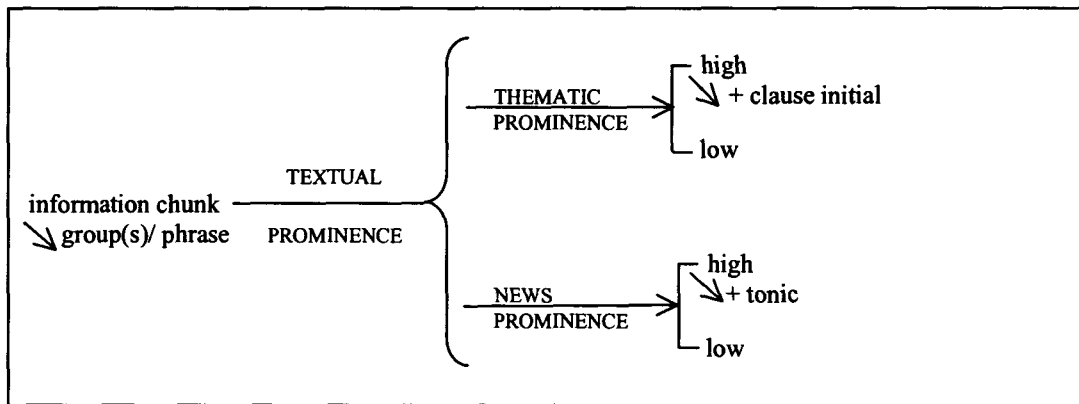 high
+ clause initial
THEMATIC
PROMINENCE
low
TEXTUAL
information chunk
group(s)/ phrase
PROMINENCE
high
+ tonic
NEWS
PROMINENCE
low